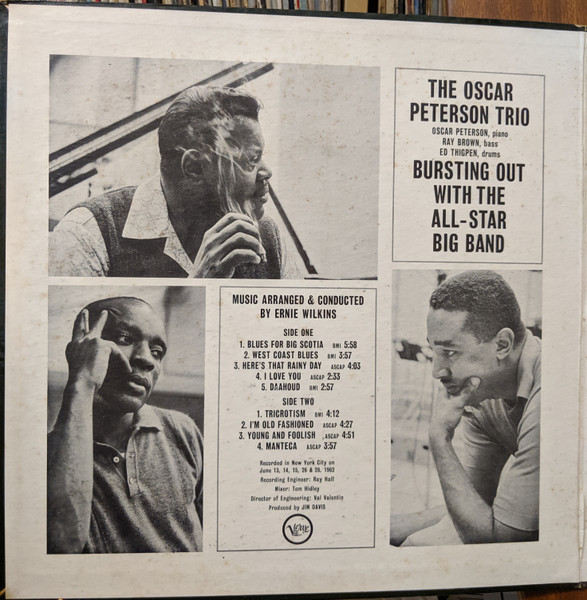 THE OSCAR
PETERSON TRIO
OSCAR PETERSON, piano
RAY BROWN, bass
ED THIGPEN, drums
BURSTING OUT
WITH THE
ALL-STAR
BIG BAND
MUSIC ARRANGED & CONDUCTED
BY ERNIE WILKINS
SIDE ONE
1. BLUES FOR BIG SCOTIA BMI 5:58
2. WEST COAST BLUES BMI 3:57
3. HERE'S THAT RAINY DAY ASCAP 4:03
4. I LOVE YOU ASCAP 2:33
5. DAAHOUD BMI 2:57
SIDE TWO
1. TRICROTISM BMI 4:12
2. I'M OLD FASHIONED ASCAP 4:27
3. YOUNG AND FOOLISH ASCAP 4:51
4. MANTECA ASCAP 3:57
Recorded in New York City on
June 13, 14, 15, 26 & 28, 1962
Recording Engineer: Ray Hall
Mixer: Tom Hidley
Director of Engineering: Val Valentin
Produced by JIM DAVIS
Verve